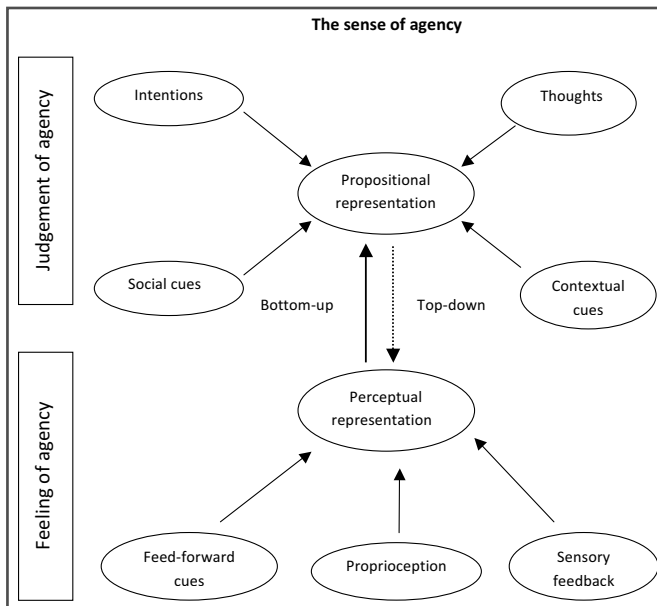 The sense of agency
Judgement of agency
Intentions
Thoughts
Propositional
representation
Social cues
Contextual
cues
Bottom-up
Top-down
Feeling of agency
Perceptual
representation
Feed-forward
cues
Proprioception
Sensory
feedback